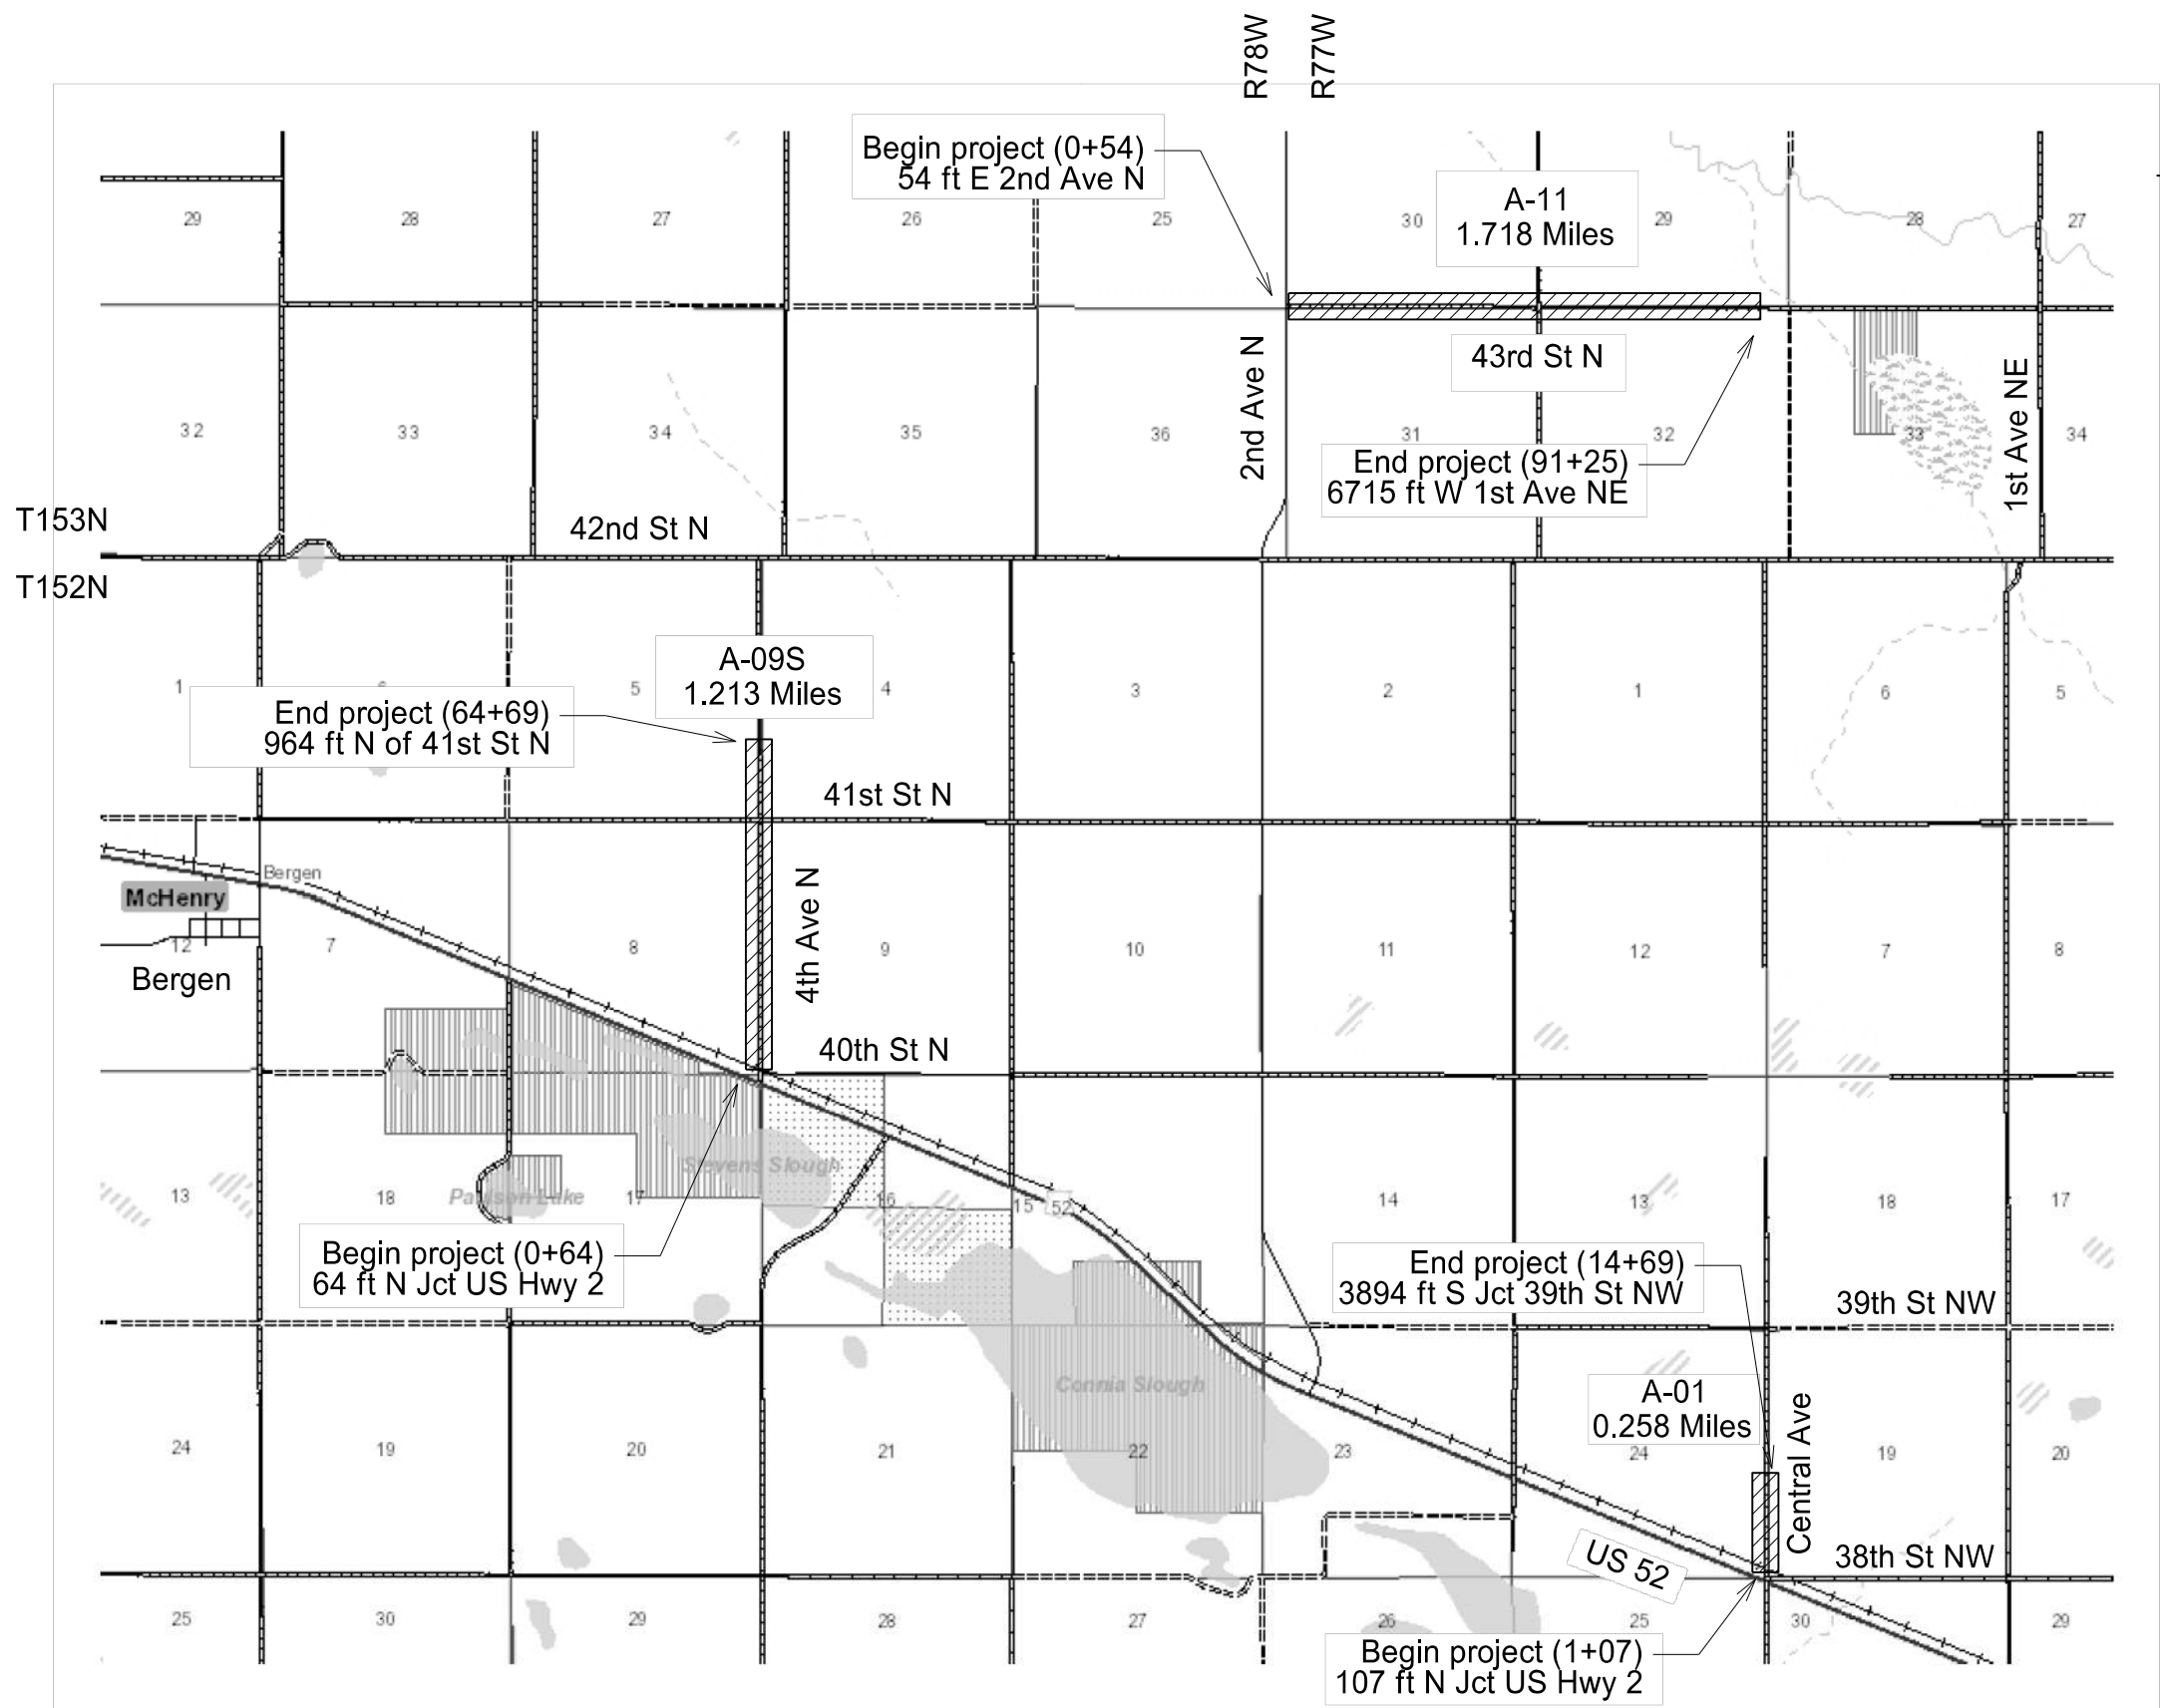 R78W
R77W
Begin project (0+54)
54 ft E 2nd Ave N
A-11
1.718 Miles
29
28
27
26
25
30
29
28
27
2nd Ave N
43rd St N
1st Ave NE
32
33
34
35
36
31
32
33
34
End project (91+25)
6715 ft W 1st Ave NE
T153N
42nd St N
T152N
A-09S
1.213 Miles
1
5
4
3
2
1
6
5
End project (64+69)
964 ft N of 41st St N
41st St N
Bergen
McHenry
4th Ave N
12
7
8
9
10
11
12
7
8
Bergen
40th St N
Stevens Slough
Paulson Lake
13
18
17
16
15
52
14
13
18
17
Begin project (0+64)
64 ft N Jct US Hwy 2
End project (14+69)
3894 ft S Jct 39th St NW
39th St NW
Connia Slough
A-01
0.258 Miles
Central Ave
24
19
20
21
22
23
24
19
20
US 52
38th St NW
25
30
29
28
27
26
25
30
29
Begin project (1+07)
107 ft N Jct US Hwy 2